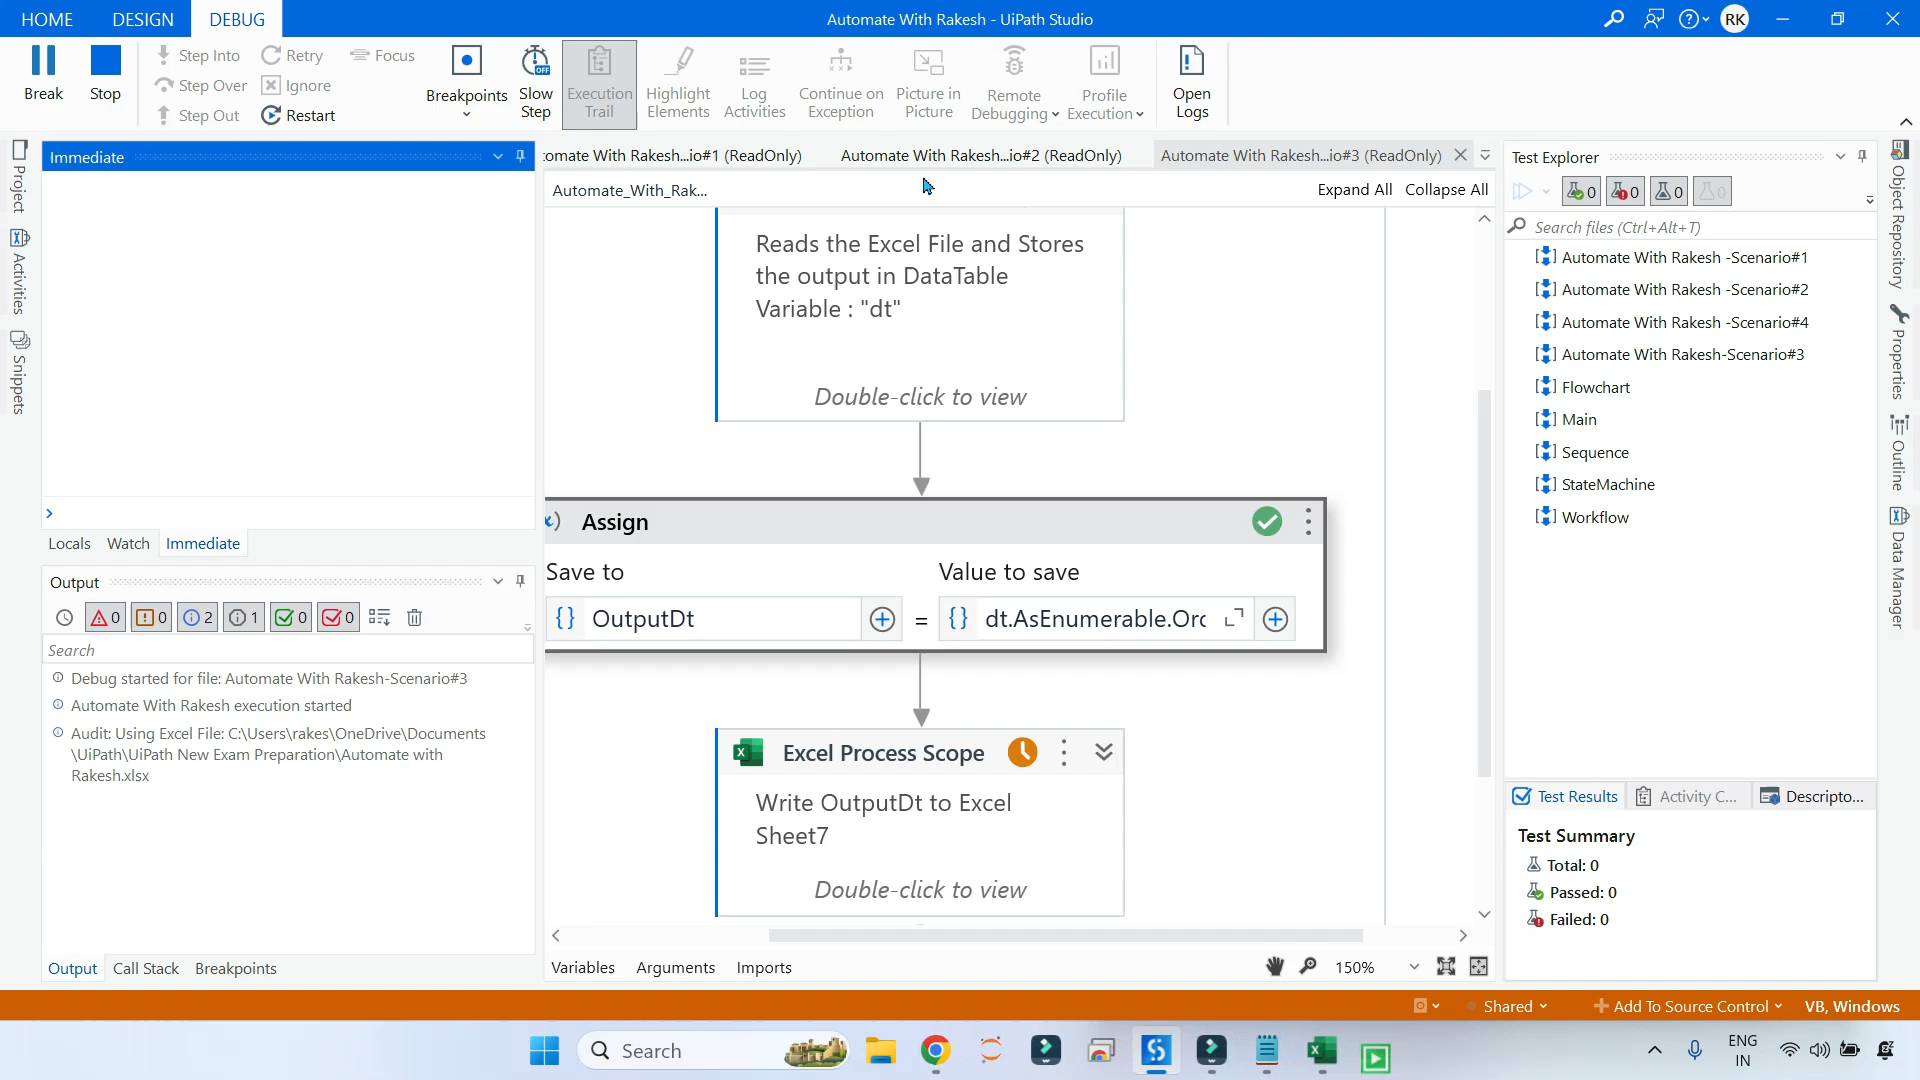 HOME DESIGN DEBUG Automate With Rakesh - UiPath Studio RK
Break Stop Step Into Step Over Step Out Retry Ignore Restart Focus Breakpoints Slow Step OFF Execution Trail Highlight Elements Log Activities Continue on Exception Picture in Picture Remote Debugging Profile Execution Open Logs
Project
Activities
Snippets
Immediate
Locals Watch Immediate
Output
0 0 2 1 0 0
Search
Debug started for file: Automate With Rakesh-Scenario#3
Automate With Rakesh execution started
Audit: Using Excel File: C:\Users\rakes\OneDrive\Documents
\UiPath\UiPath New Exam Preparation\Automate with
Rakesh.xlsx
Output Call Stack Breakpoints
tomate With Rakesh...io#1 (ReadOnly) Automate With Rakesh...io#2 (ReadOnly) Automate With Rakesh...io#3 (ReadOnly)
Automate_With_Rak... Expand All Collapse All
Reads the Excel File and Stores
the output in DataTable
Variable : "dt"
Double-click to view
Assign
Save to Value to save
OutputDt = dt.AsEnumerable.Orc
Excel Process Scope
Write OutputDt to Excel
Sheet7
Double-click to view
Variables Arguments Imports 150%
Test Explorer
0 0 0 0
Search files (Ctrl+Alt+T)
Automate With Rakesh -Scenario#1
Automate With Rakesh -Scenario#2
Automate With Rakesh -Scenario#4
Automate With Rakesh-Scenario#3
Flowchart
Main
Sequence
StateMachine
Workflow
Test Results Activity C... Descripto...
Test Summary
Total: 0
Passed: 0
Failed: 0
Object Repository
Properties
Outline
Data Manager
Shared Add To Source Control VB, Windows
Search ENG
IN